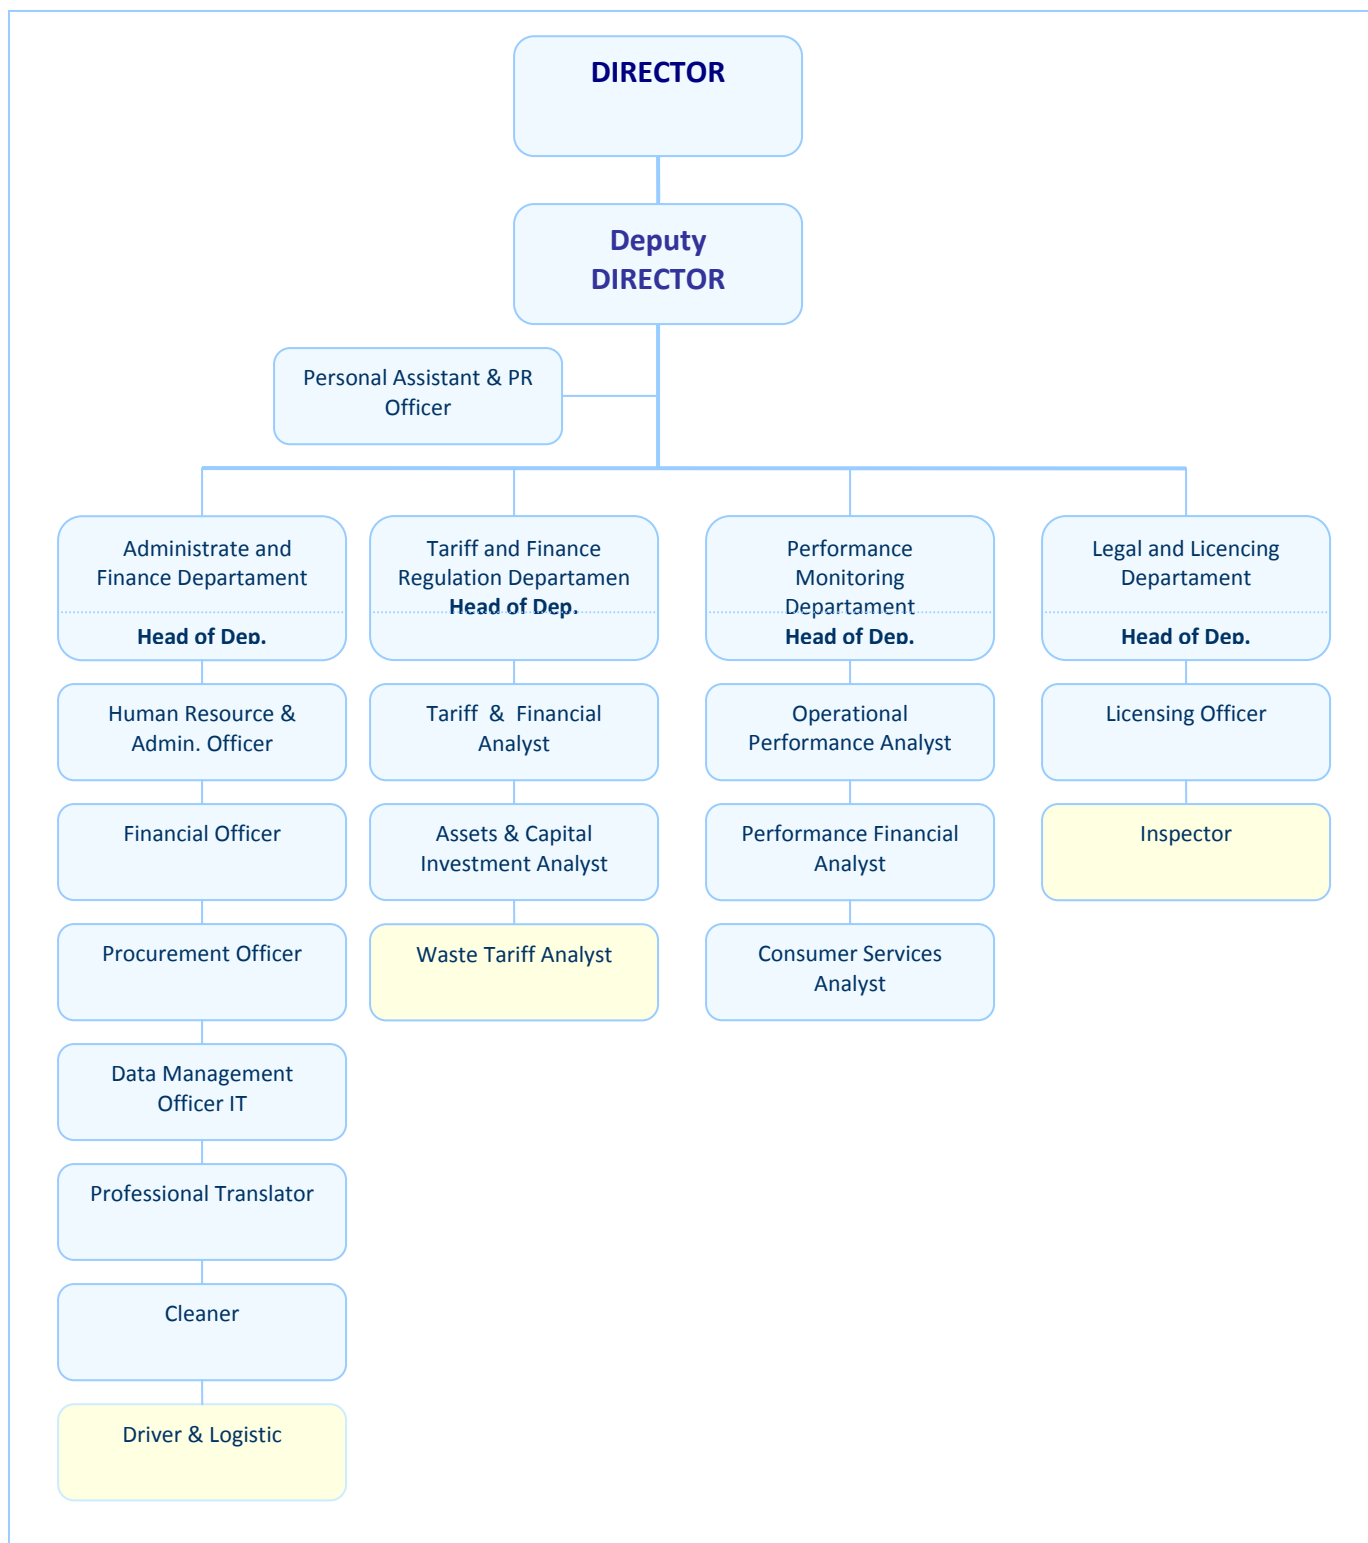 DIRECTOR
Deputy
DIRECTOR
Personal Assistant & PR
Officer
Administrate and
Finance Departament
Head of Dep.
Tariff and Finance
Regulation Departamen
Head of Dep.
Performance
Monitoring
Departament
Head of Dep.
Legal and Licencing
Departament
Head of Dep.
Human Resource &
Admin. Officer
Financial Officer
Procurement Officer
Data Management
Officer IT
Professional Translator
Cleaner
Driver & Logistic
Tariff & Financial
Analyst
Assets & Capital
Investment Analyst
Waste Tariff Analyst
Operational
Performance Analyst
Performance Financial
Analyst
Consumer Services
Analyst
Licensing Officer
Inspector